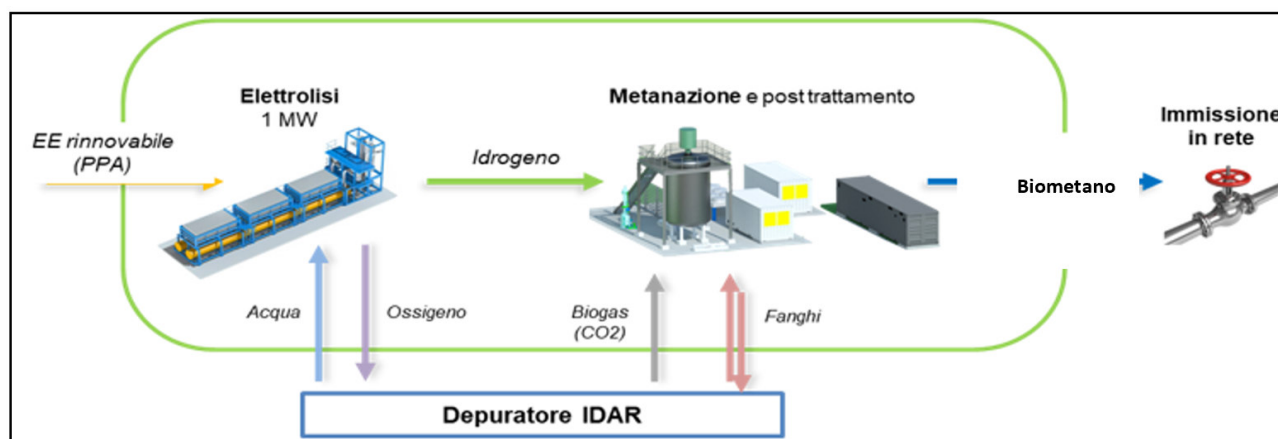 Elettrolisi
1 MW
Metanazione e post trattamento
Immissione
in rete
EE rinnovabile
(PPA)
Idrogeno
Biometano
Acqua
Ossigeno
Biogas
(CO2)
Fanghi
Depuratore IDAR